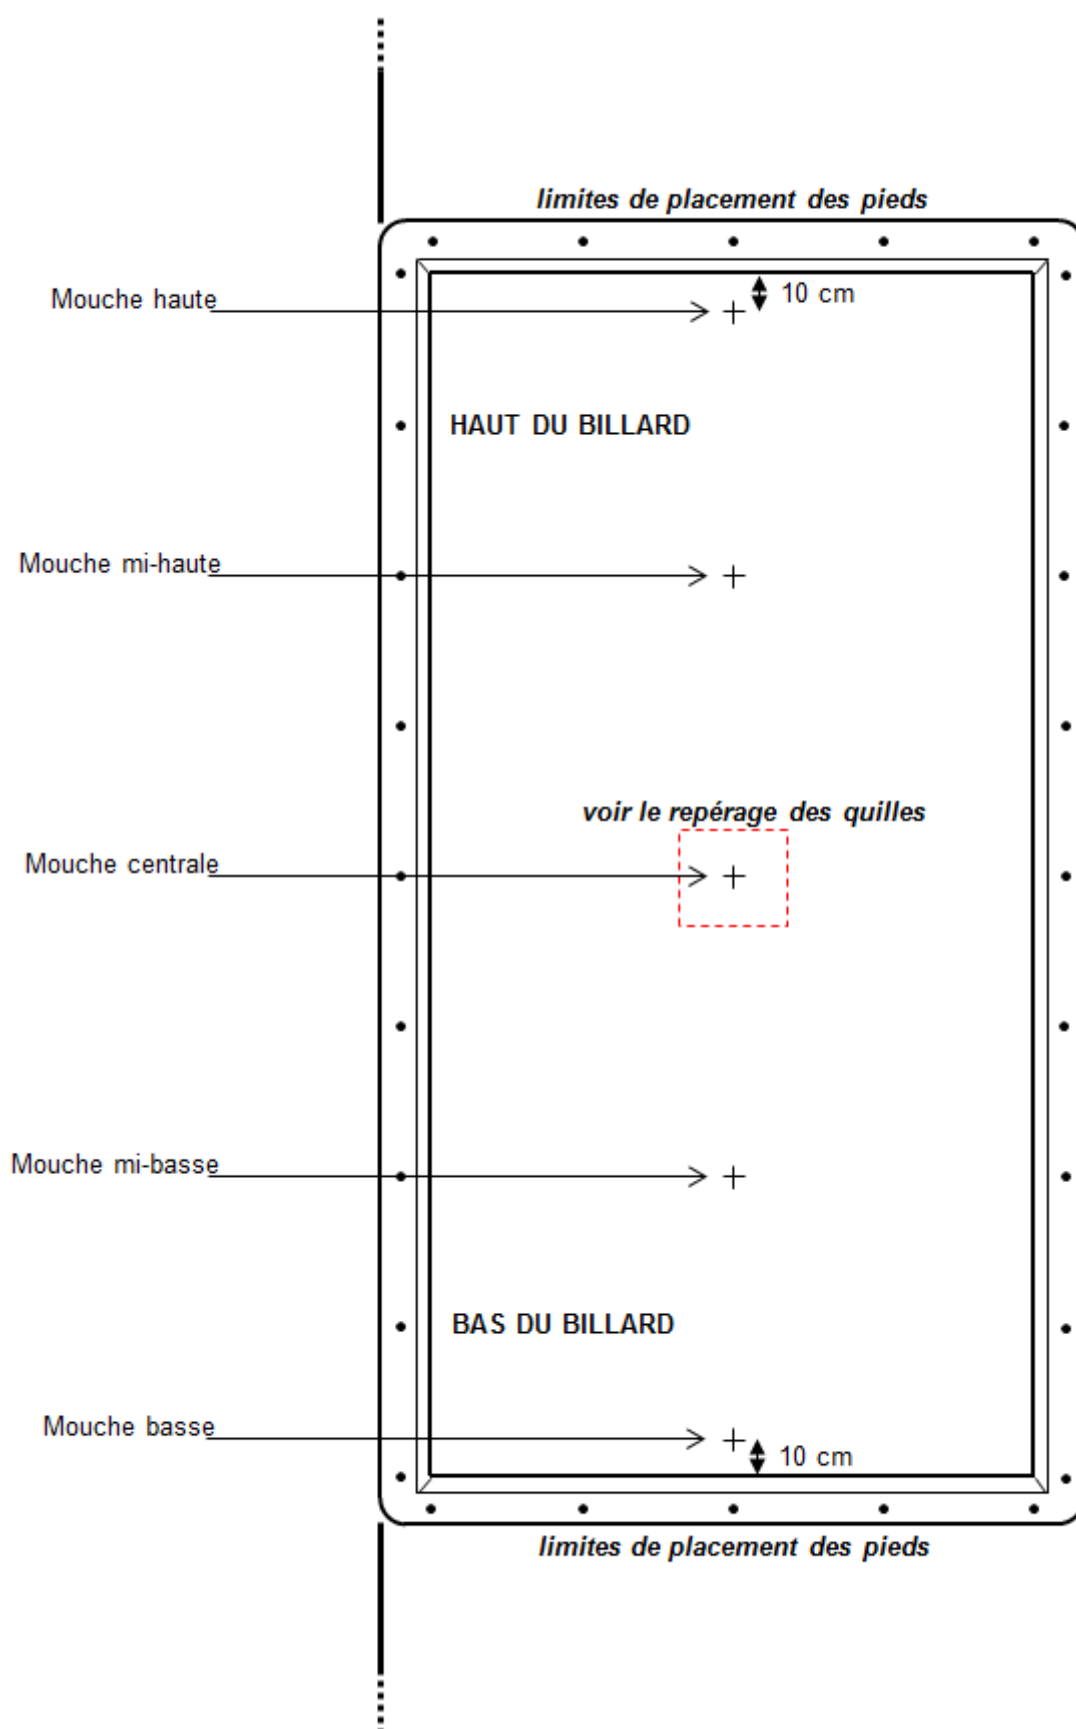 limites de placement des pieds
Mouche haute
10 cm
HAUT DU BILLARD
Mouche mi-haute
voir le repérage des quilles
Mouche centrale
Mouche mi-basse
BAS DU BILLARD
Mouche basse
10 cm
limites de placement des pieds